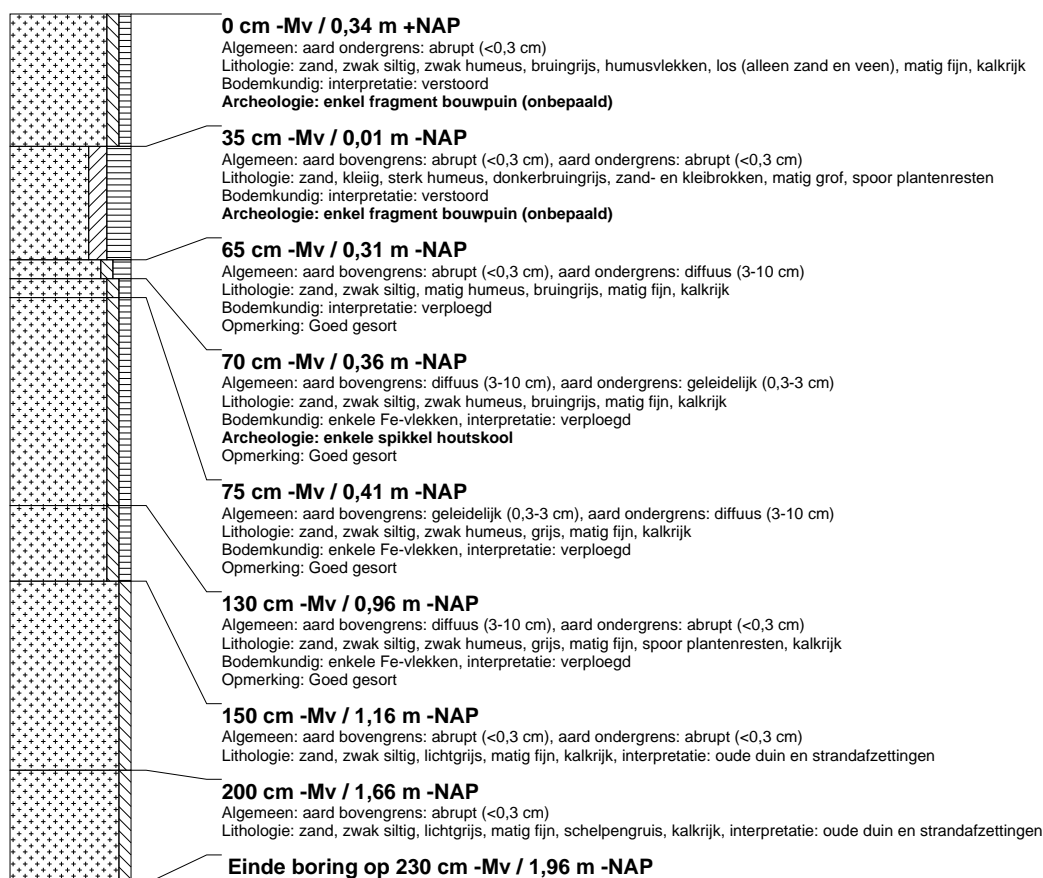 0 cm -Mv / 0,34 m +NAP
Algemeen: aard ondergrens: abrupt (<0,3 cm)
Lithologie: zand, zwak siltig, zwak humeus, bruingrijs, humusvlekken, los (alleen zand en veen), matig fijn, kalkrijk
Bodemkundig: interpretatie: verstoord
Archeologie: enkel fragment bouwpuin (onbepaald)
35 cm -Mv / 0,01 m -NAP
Algemeen: aard bovengrens: abrupt (<0,3 cm), aard ondergrens: abrupt (<0,3 cm)
Lithologie: zand, kleiig, sterk humeus, donkerbruingrijs, zand- en kleibrokken, matig grof, spoor plantenresten
Bodemkundig: interpretatie: verstoord
Archeologie: enkel fragment bouwpuin (onbepaald)
65 cm -Mv / 0,31 m -NAP
Algemeen: aard bovengrens: abrupt (<0,3 cm), aard ondergrens: diffuus (3-10 cm)
Lithologie: zand, zwak siltig, matig humeus, bruingrijs, matig fijn, kalkrijk
Bodemkundig: interpretatie: verploegd
Opmerking: Goed gesort
70 cm -Mv / 0,36 m -NAP
Algemeen: aard bovengrens: diffuus (3-10 cm), aard ondergrens: geleidelijk (0,3-3 cm)
Lithologie: zand, zwak siltig, zwak humeus, bruingrijs, matig fijn, kalkrijk
Bodemkundig: enkele Fe-vlekken, interpretatie: verploegd
Archeologie: enkele spikkel houtskool
Opmerking: Goed gesort
75 cm -Mv / 0,41 m -NAP
Algemeen: aard bovengrens: geleidelijk (0,3-3 cm), aard ondergrens: diffuus (3-10 cm)
Lithologie: zand, zwak siltig, zwak humeus, grijs, matig fijn, kalkrijk
Bodemkundig: enkele Fe-vlekken, interpretatie: verploegd
Opmerking: Goed gesort
130 cm -Mv / 0,96 m -NAP
Algemeen: aard bovengrens: diffuus (3-10 cm), aard ondergrens: abrupt (<0,3 cm)
Lithologie: zand, zwak siltig, zwak humeus, grijs, matig fijn, spoor plantenresten, kalkrijk
Bodemkundig: enkele Fe-vlekken, interpretatie: verploegd
Opmerking: Goed gesort
150 cm -Mv / 1,16 m -NAP
Algemeen: aard bovengrens: abrupt (<0,3 cm), aard ondergrens: abrupt (<0,3 cm)
Lithologie: zand, zwak siltig, lichtgrijs, matig fijn, kalkrijk, interpretatie: oude duin en strandafzettingen
200 cm -Mv / 1,66 m -NAP
Algemeen: aard bovengrens: abrupt (<0,3 cm)
Lithologie: zand, zwak siltig, lichtgrijs, matig fijn, schelpengruis, kalkrijk, interpretatie: oude duin en strandafzettingen
Einde boring op 230 cm -Mv / 1,96 m -NAP